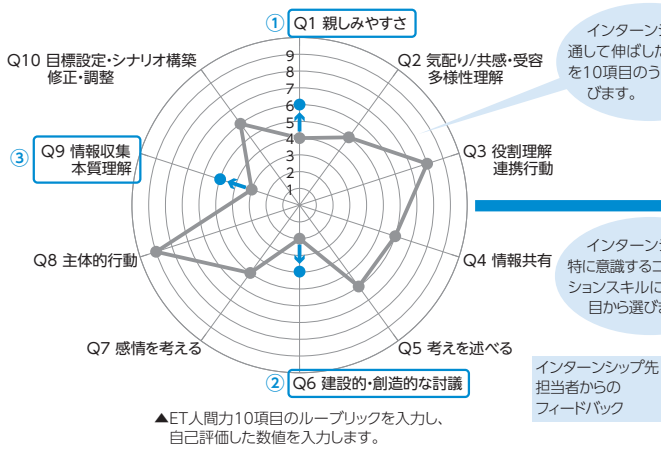 ① Q1 親しみやすさ
Q10 目標設定・シナリオ構築
修正・調整
Q2 気配り/共感・受容
多様性理解
9
8
7
6
5
4
3
2
1
③ Q9 情報収集
本質理解
Q3 役割理解
連携行動
Q8 主体的行動
Q4 情報共有
Q7 感情を考える
Q5 考えを述べる
② Q6 建設的・創造的な討議
▲ET人間力10項目のルーブリックを入力し、
自己評価した数値を入力します。
インターンシ
通して伸ばした
を10項目のう
びます。
インターンシ
特に意識するコ
ションスキルに
目から選び
インターンシップ先
担当者からの
フィードバック